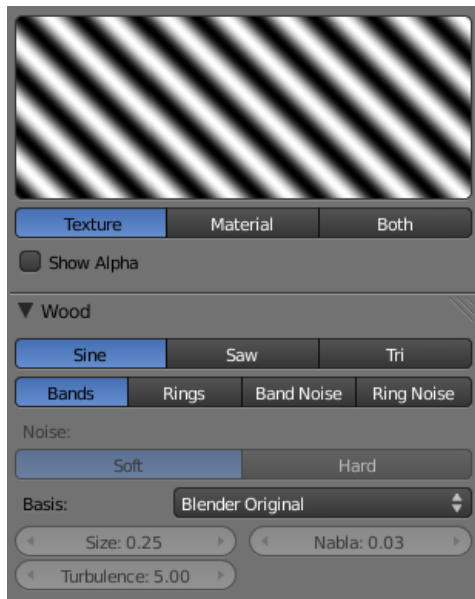 Texture Material Both
Show Alpha
Wood
Sine Saw Tri
Bands Rings Band Noise Ring Noise
Noise:
Soft Hard
Basis: Blender Original
Size: 0.25 Nabla: 0.03
Turbulence: 5.00